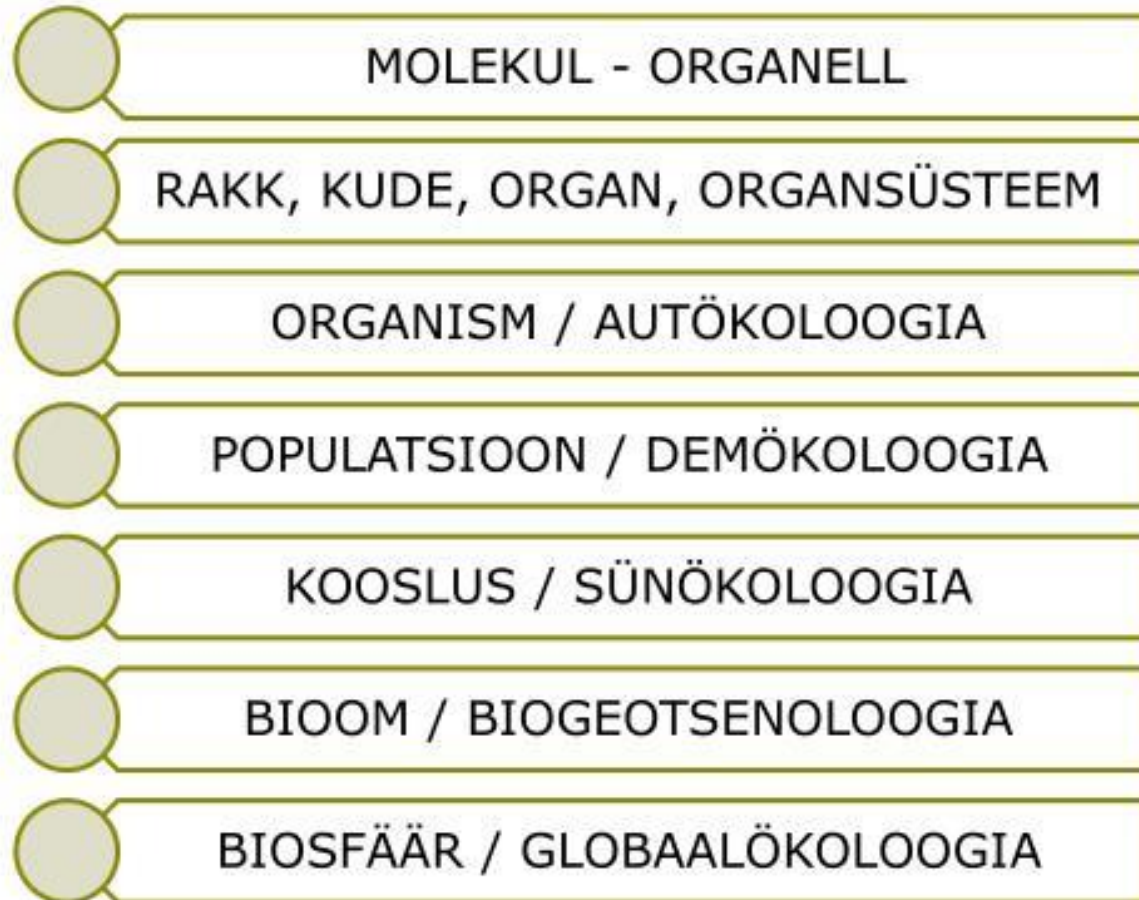 MOLEKUL - ORGANELL
RAKK, KUDE, ORGAN, ORGANSÜSTEEM
ORGANISM / AUTÖKOLOOGIA
POPULATSIOON / DEMÖKOLOOGIA
KOOSLUS / SÜNÖKOLOOGIA
BIOOM / BIOGEOTSENOLOOGIA
BIOSFÄÄR / GLOBAALÖKOLOOGIA